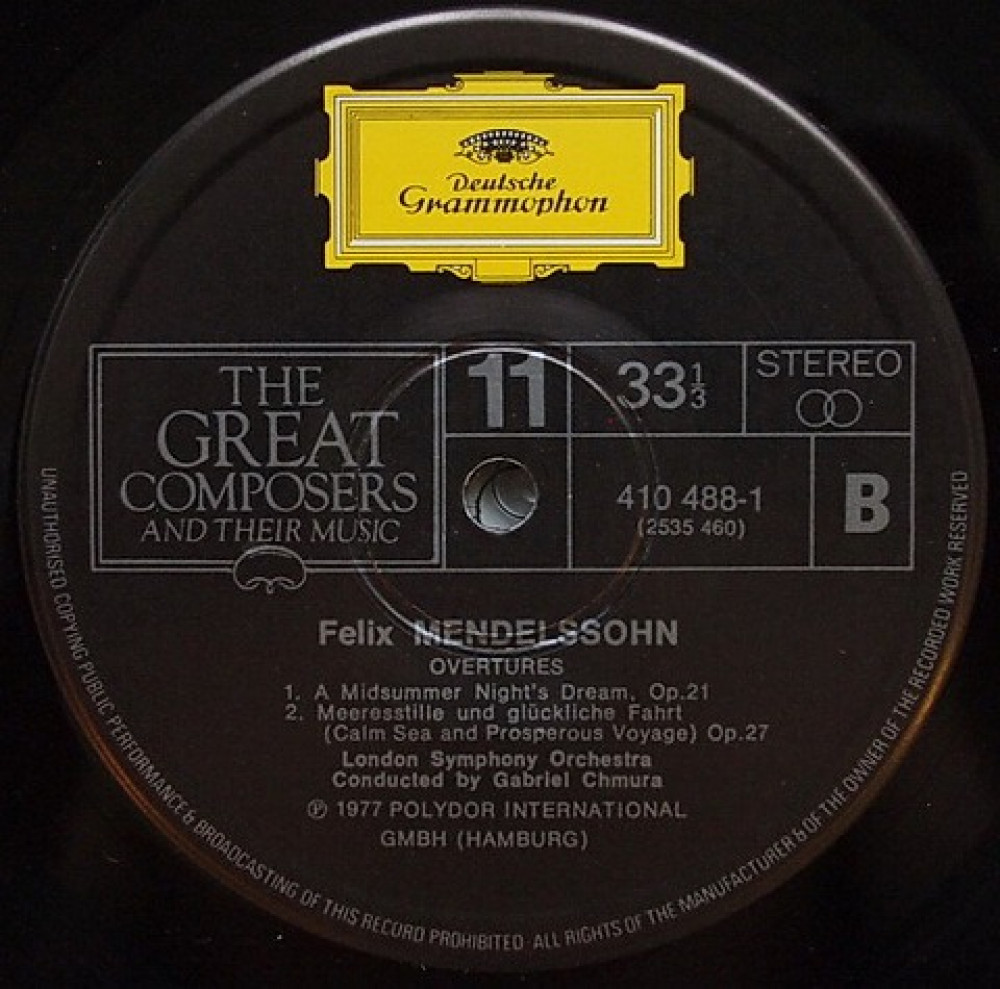 Deutsche
Grammophon
THE
GREAT
COMPOSERS
AND THEIR MUSIC
11
33⅓
STEREO
410 488-1
(2535 460)
B
Felix MENDELSSOHN
OVERTURES
1. A Midsummer Night's Dream, Op.21
2. Meeresstille und glückliche Fahrt
(Calm Sea and Prosperous Voyage) Op.27
London Symphony Orchestra
Conducted by Gabriel Chmura
℗ 1977 POLYDOR INTERNATIONAL
GMBH (HAMBURG)
UNAUTHORISED COPYING PUBLIC PERFORMANCE & BROADCASTING OF THIS RECORD PROHIBITED · ALL RIGHTS OF THE MANUFACTURER & OF THE OWNER OF THE RECORDED WORK RESERVED